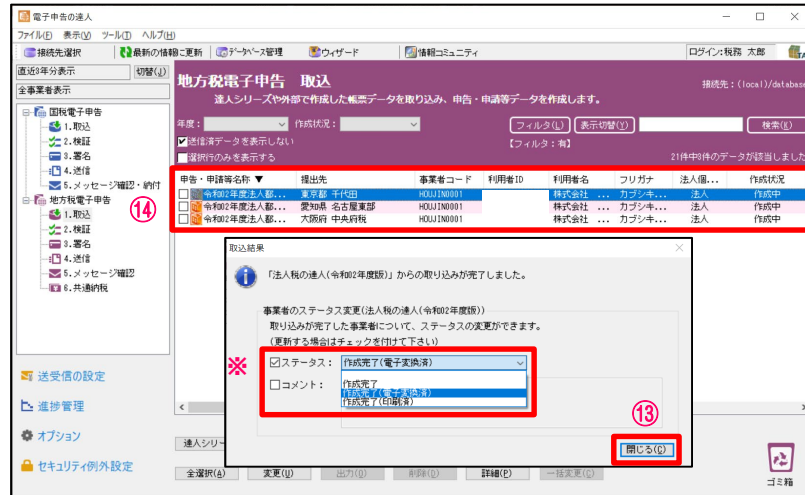 電子申告の達人
ファイル(F) 表示(V) ツール(T) ヘルプ(H)
接続先選択 最新の情報に更新 データベース管理 ウィザード 情報コミュニティ ログイン:税務 太郎
直近3年分表示 切替(J)
全事業者表示
国税電子申告
1.取込
2.検証
3.署名
4.送信
5.メッセージ確認・納付
地方税電子申告
1.取込
2.検証
3.署名
4.送信
5.メッセージ確認
6.共通納税
⑭
送受信の設定
進捗管理
オプション
セキュリティ例外設定
地方税電子申告 取込
接続先:(local)/database
達人シリーズや外部で作成した帳票データを取り込み、申告・申請等データを作成します。
年度: 作成状況: フィルタ(L) 表示切替(Y) 検索(K)
送信済データを表示しない 【フィルタ:有】
選択行のみを表示する 21件中3件のデータが該当しました
申告・申請等名称 ▼ 提出先 事業者コード 利用者ID 利用者名 フリガナ 法人個... 作成状況
令和02年度法人都... 東京都 千代田 HOUJIN0001 株式会社 ... カブシキ... 法人 作成中
令和02年度法人都... 愛知県 名古屋東部 HOUJIN0001 株式会社 ... カブシキ... 法人 作成中
令和02年度法人都... 大阪府 中央府税 HOUJIN0001 株式会社 ... カブシキ... 法人 作成中
取込結果
「法人税の達人(令和02年度版)」からの取り込みが完了しました。
事業者のステータス変更(法人税の達人(令和02年度版))
取り込みが完了した事業者について、ステータスの変更ができます。
(更新する場合はチェックを付けて下さい)
※
ステータス: 作成完了(電子変換済)
コメント:
作成完了
作成完了(電子変換済)
作成完了(印刷済)
⑬
閉じる(C)
達人シリー
全選択(A) 変更(U) 出力(O) 削除(D) 詳細(P) 一括変更(G)
ゴミ箱